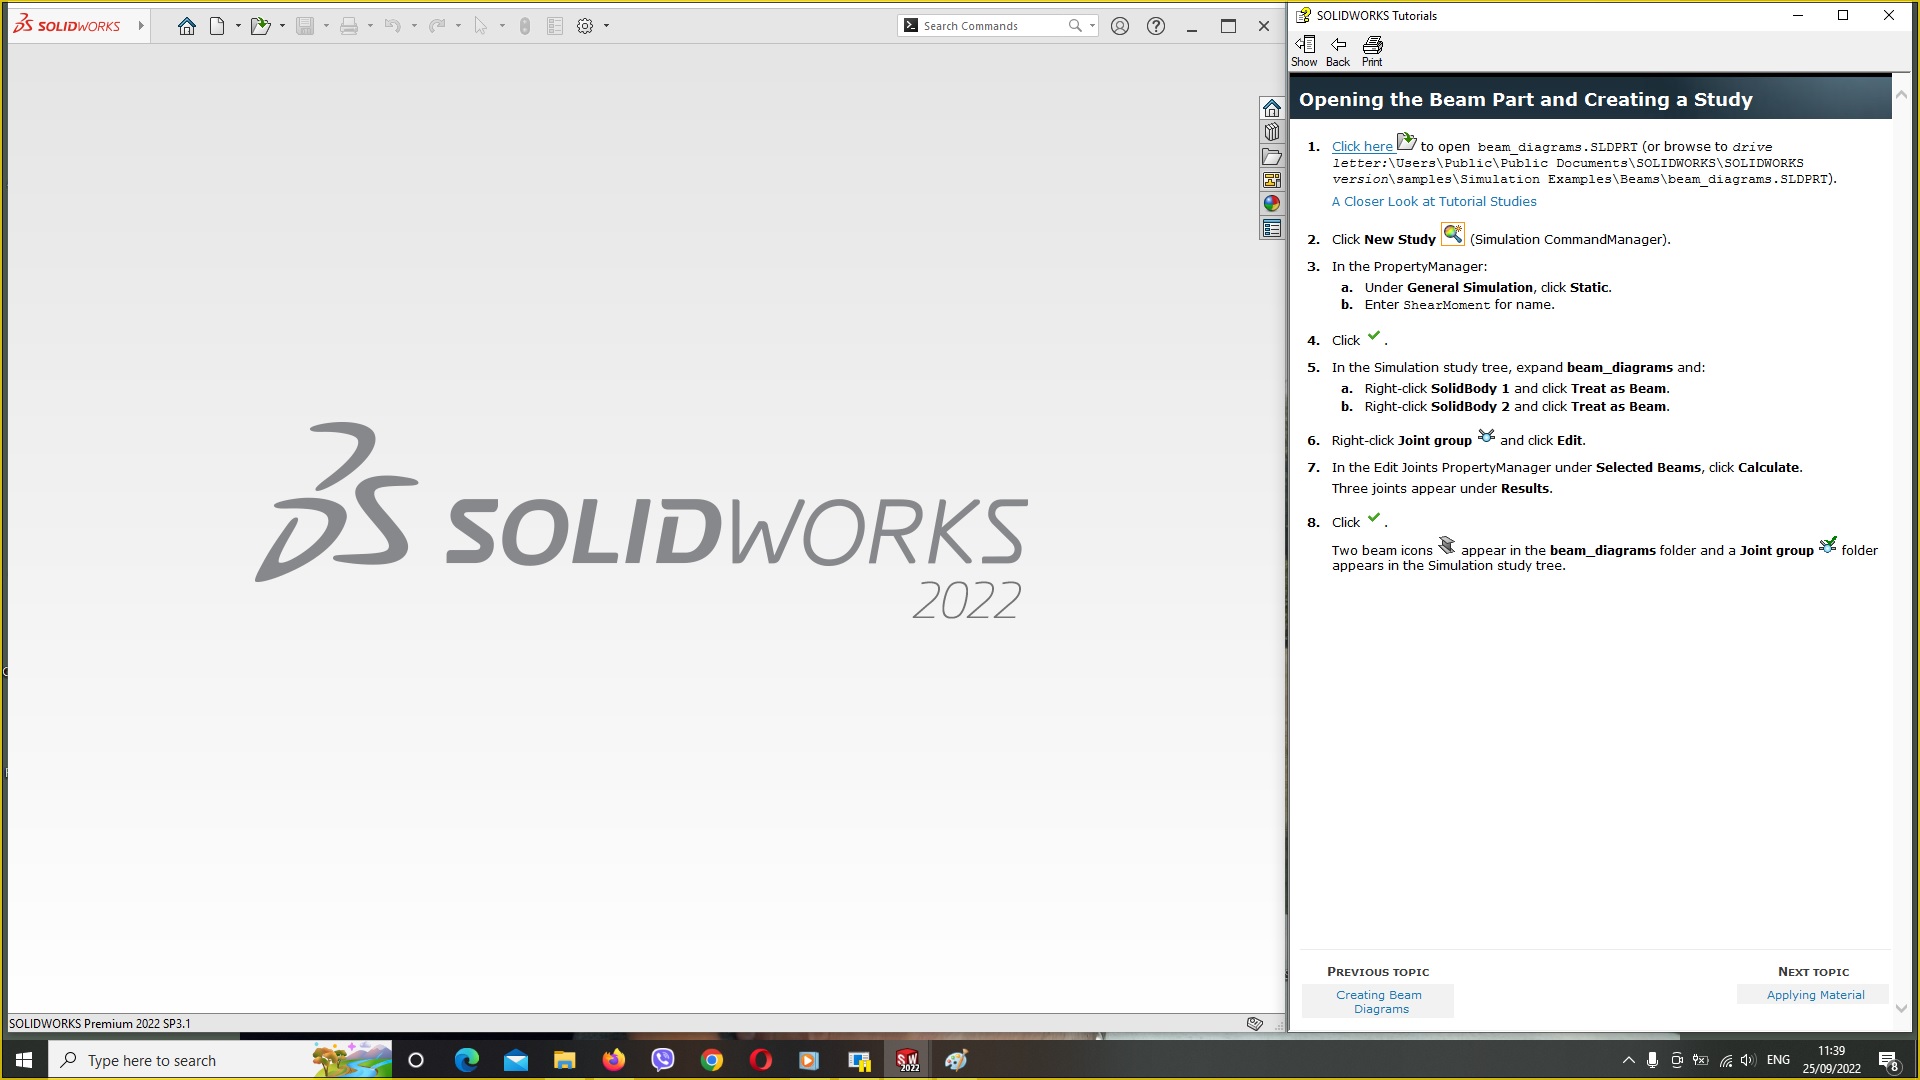 SOLIDWORKS
Search Commands
SOLIDWORKS Tutorials
Show Back Print
Opening the Beam Part and Creating a Study
1. Click here to open beam_diagrams.SLDPRT (or browse to drive
letter:\Users\Public\Public Documents\SOLIDWORKS\SOLIDWORKS
version\samples\Simulation Examples\Beams\beam_diagrams.SLDPRT).
A Closer Look at Tutorial Studies
2. Click New Study (Simulation CommandManager).
3. In the PropertyManager:
a. Under General Simulation, click Static.
b. Enter ShearMoment for name.
4. Click .
5. In the Simulation study tree, expand beam_diagrams and:
a. Right-click SolidBody 1 and click Treat as Beam.
b. Right-click SolidBody 2 and click Treat as Beam.
6. Right-click Joint group and click Edit.
7. In the Edit Joints PropertyManager under Selected Beams, click Calculate.
Three joints appear under Results.
8. Click .
Two beam icons appear in the beam_diagrams folder and a Joint group folder
appears in the Simulation study tree.
SOLIDWORKS
2022
PREVIOUS TOPIC
Creating Beam
Diagrams
NEXT TOPIC
Applying Material
SOLIDWORKS Premium 2022 SP3.1
Type here to search
SW
2022
ENG
11:39
25/09/2022
8